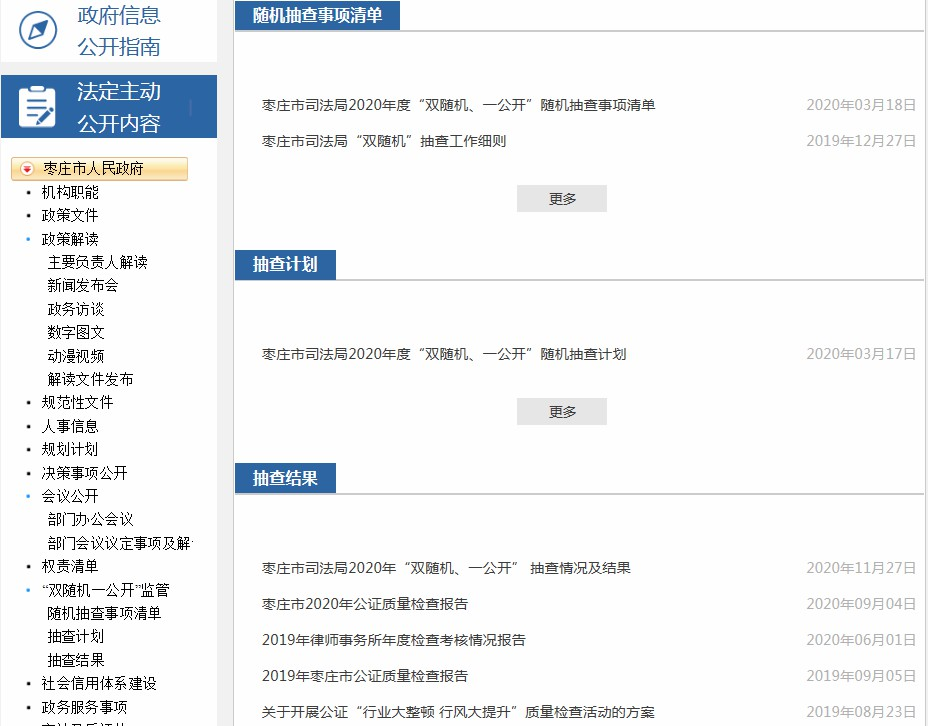 政府信息
公开指南
法定主动
公开内容
枣庄市人民政府
机构职能
政策文件
政策解读
主要负责人解读
新闻发布会
政务访谈
数字图文
动漫视频
解读文件发布
规范性文件
人事信息
规划计划
决策事项公开
会议公开
部门办公会议
部门会议议定事项及解
权责清单
“双随机一公开”监管
随机抽查事项清单
抽查计划
抽查结果
社会信用体系建设
政务服务事项
随机抽查事项清单
枣庄市司法局2020年度“双随机、一公开”随机抽查事项清单 2020年03月18日
枣庄市司法局“双随机”抽查工作细则 2019年12月27日
更多
抽查计划
枣庄市司法局2020年度“双随机、一公开”随机抽查计划 2020年03月17日
更多
抽查结果
枣庄市司法局2020年“双随机、一公开” 抽查情况及结果 2020年11月27日
枣庄市2020年公证质量检查报告 2020年09月04日
2019年律师事务所年度检查考核情况报告 2020年06月01日
2019年枣庄市公证质量检查报告 2019年09月05日
关于开展公证“行业大整顿 行风大提升”质量检查活动的方案 2019年08月23日